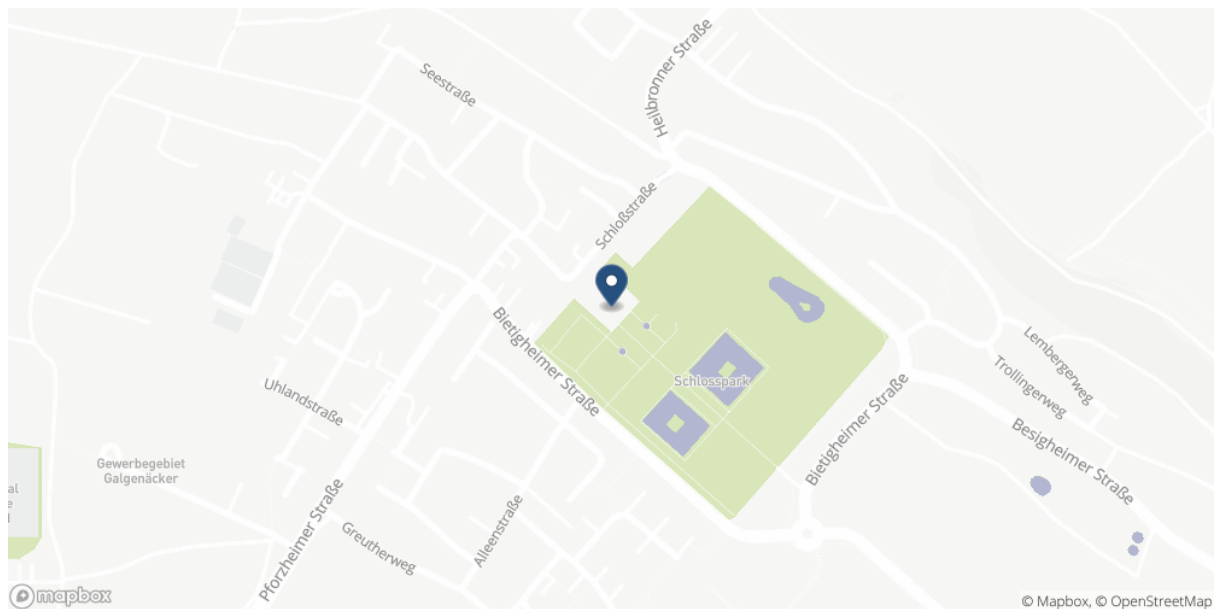 Heilbronner Straße
Seestraße
Schloßstraße
Bietigheimer Straße
Schlosspark
Lembergerweg
Trollingerweg
Bietigheimer Straße
Uhlandstraße
Besigheimer Straße
Gewerbegebiet
Galgenäcker
al
e
Pforzheimer Straße
Alleenstraße
Greutherweg
mapbox
© Mapbox, © OpenStreetMap